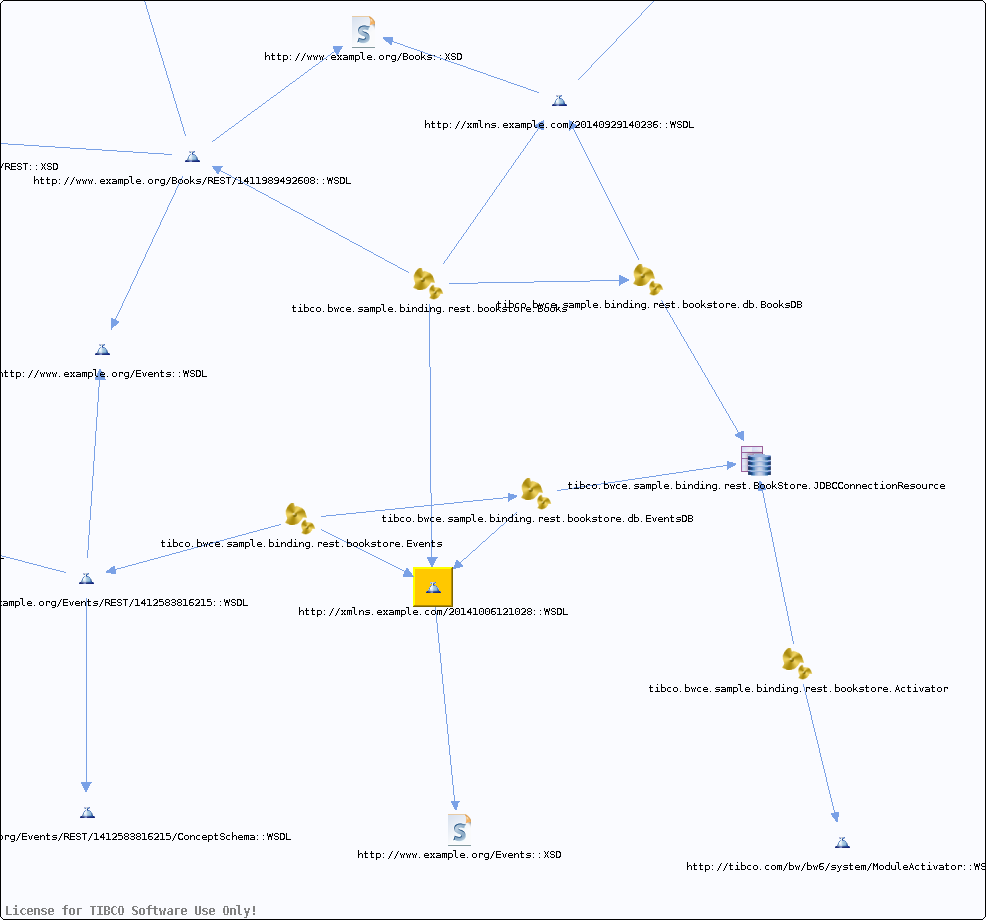 http://www.example.org/Books::XSD
http://xmlns.example.com/20140929140236::WSDL
/REST::XSD
http://www.example.org/Books/REST/1411989492608::WSDL
tibco.bwce.sample.binding.rest.bookstore.Books
tibco.bwce.sample.binding.rest.bookstore.db.BooksDB
http://www.example.org/Events::WSDL
tibco.bwce.sample.binding.rest.BookStore.JDBCConnectionResource
tibco.bwce.sample.binding.rest.bookstore.db.EventsDB
tibco.bwce.sample.binding.rest.bookstore.Events
xample.org/Events/REST/1412583816215::WSDL
http://xmlns.example.com/20141006121028::WSDL
tibco.bwce.sample.binding.rest.bookstore.Activator
org/Events/REST/1412583816215/ConceptSchema::WSDL
http://www.example.org/Events::XSD
http://tibco.com/bw/bw6/system/ModuleActivator::WS
License for TIBCO Software Use Only!